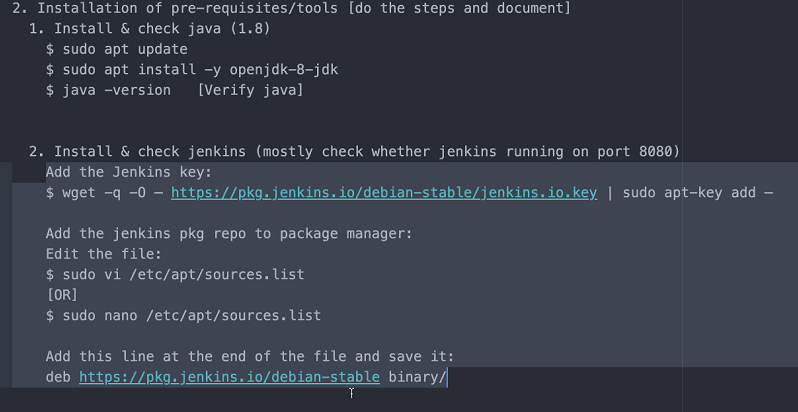 2. Installation of pre-requisites/tools [do the steps and document]
1. Install & check java (1.8)
$ sudo apt update
$ sudo apt install -y openjdk-8-jdk
$ java -version [Verify java]
2. Install & check jenkins (mostly check whether jenkins running on port 8080)
Add the Jenkins key:
$ wget -q -O - https://pkg.jenkins.io/debian-stable/jenkins.io.key | sudo apt-key add -
Add the jenkins pkg repo to package manager:
Edit the file:
$ sudo vi /etc/apt/sources.list
[OR]
$ sudo nano /etc/apt/sources.list
Add this line at the end of the file and save it:
deb https://pkg.jenkins.io/debian-stable binary/